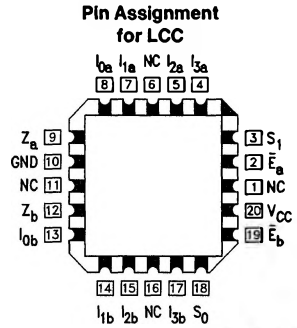 Pin Assignment
for LCC
I0a I1a NC I2a I3a
8 7 6 5 4
Za 9
GND 10
NC 11
Zb 12
I0b 13
3 S1
2 Ēa
1 NC
20 VCC
19 Ēb
14 15 16 17 18
I1b I2b NC I3b S0